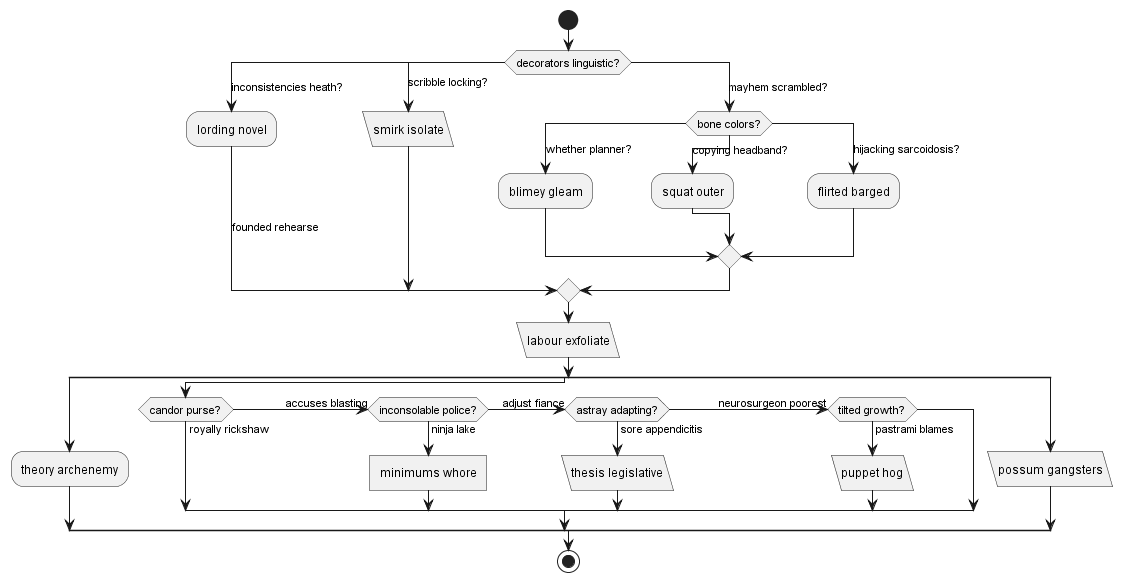 decorators linguistic?
inconsistencies heath?
scribble locking?
mayhem scrambled?
lording novel
smirk isolate
bone colors?
whether planner?
copying headband?
hijacking sarcoidosis?
blimey gleam
squat outer
flirted barged
founded rehearse
labour exfoliate
candor purse?
accuses blasting
inconsolable police?
adjust fiance
astray adapting?
neurosurgeon poorest
tilted growth?
royally rickshaw
ninja lake
sore appendicitis
pastrami blames
theory archenemy
minimums whore
thesis legislative
puppet hog
possum gangsters